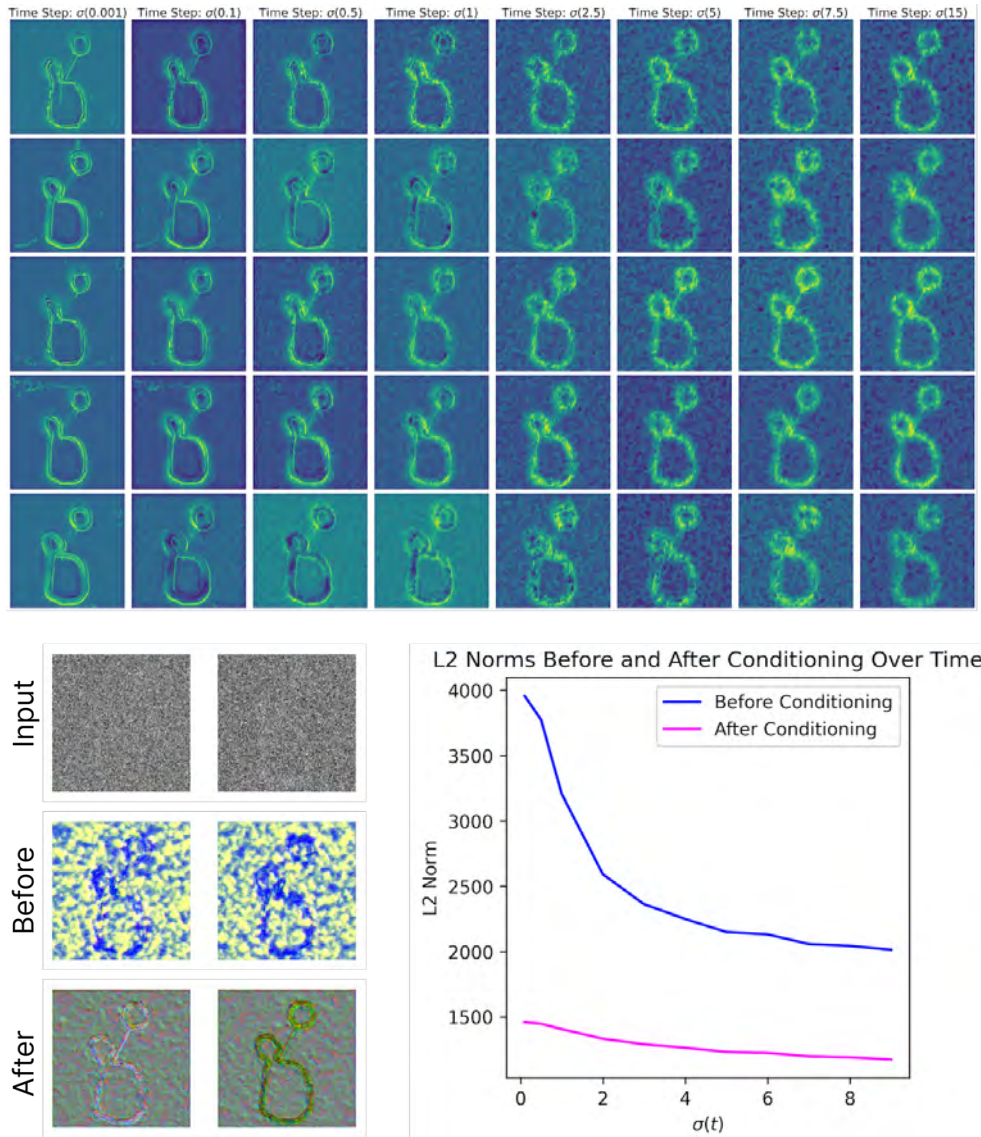 Time Step: σ(0.001) Time Step: σ(0.1) Time Step: σ(0.5) Time Step: σ(1) Time Step: σ(2.5) Time Step: σ(5) Time Step: σ(7.5) Time Step: σ(15)
Input
Before
After
L2 Norms Before and After Conditioning Over Time
Before Conditioning
After Conditioning
L2 Norm
4000
3500
3000
2500
2000
1500
0 2 4 6 8
σ(t)